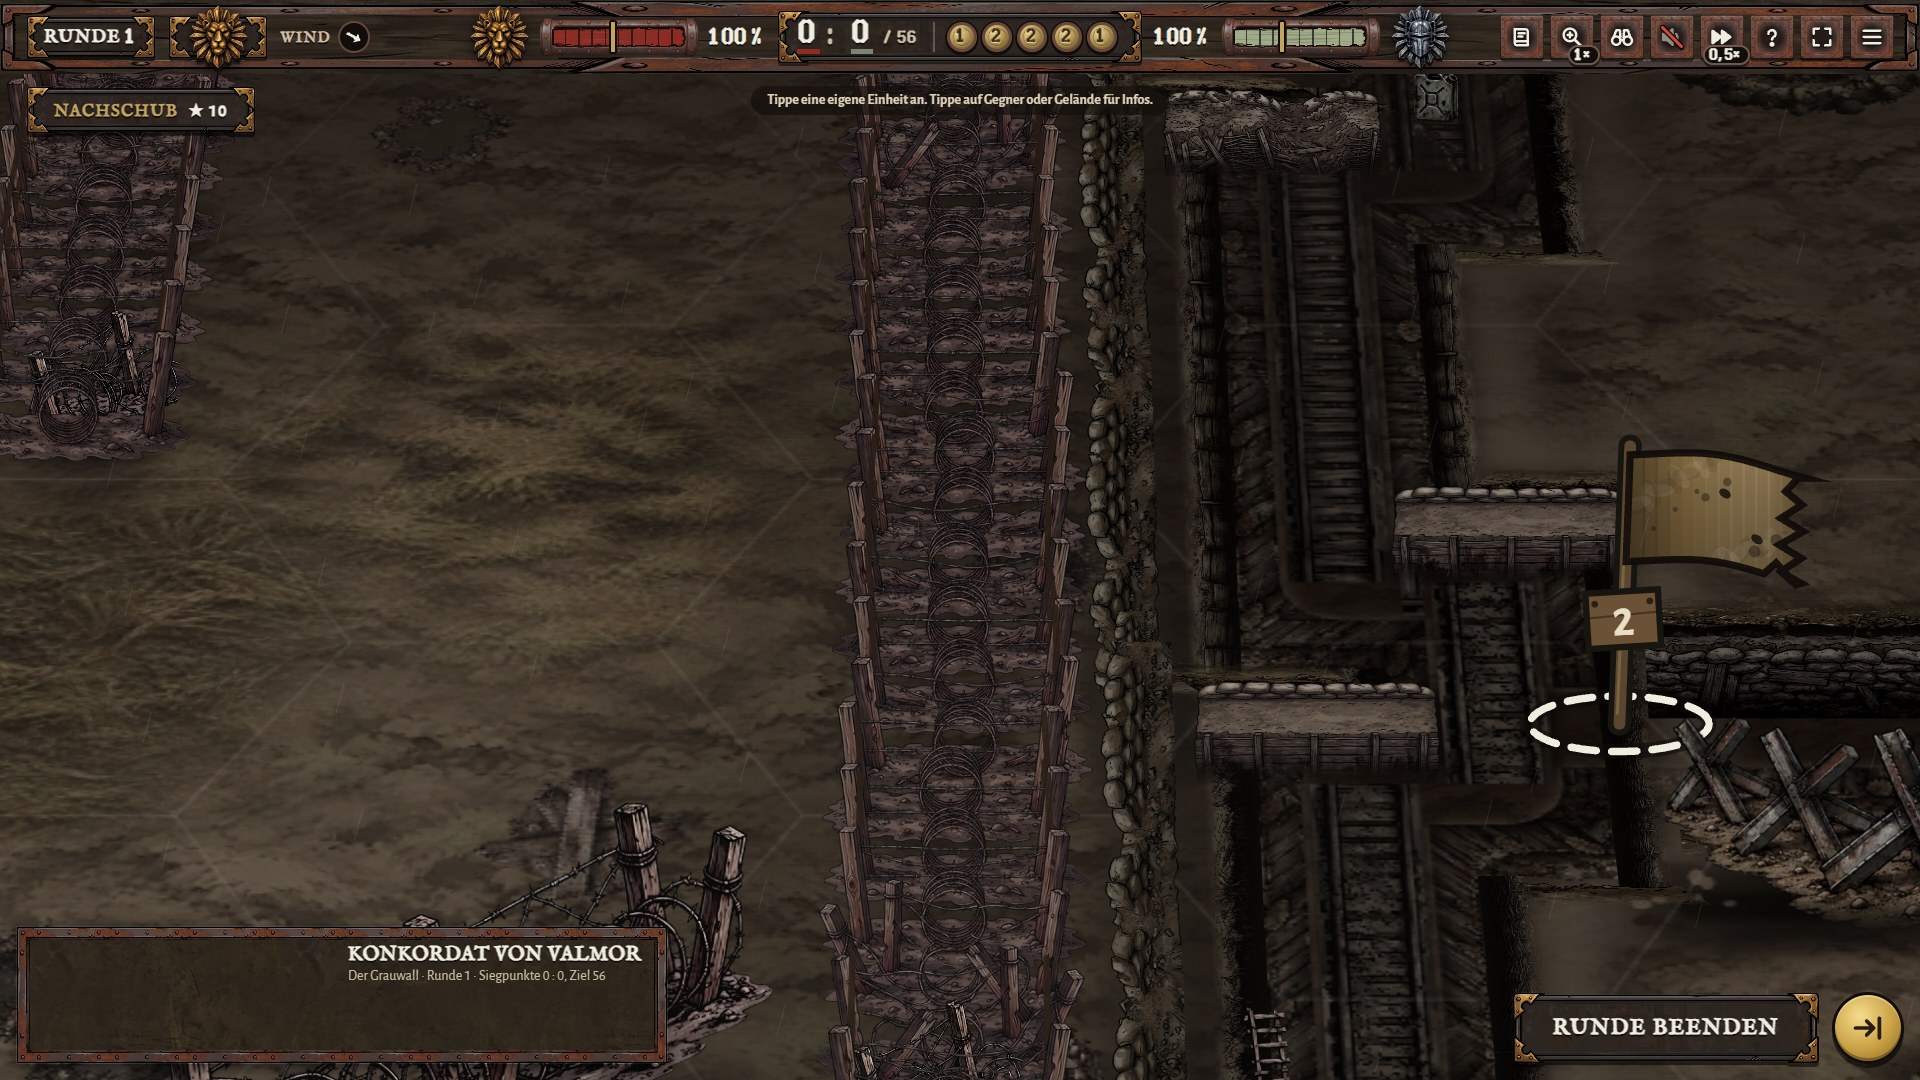 RUNDE 1
WIND
100 %
0 : 0 / 56
1 2 2 2 1
100 %
1×
0,5×
?
NACHSCHUB ★ 10
Tippe eine eigene Einheit an. Tippe auf Gegner oder Gelände für Infos.
2
KONKORDAT VON VALMOR
Der Grauwall · Runde 1 · Siegpunkte 0 : 0, Ziel 56
RUNDE BEENDEN